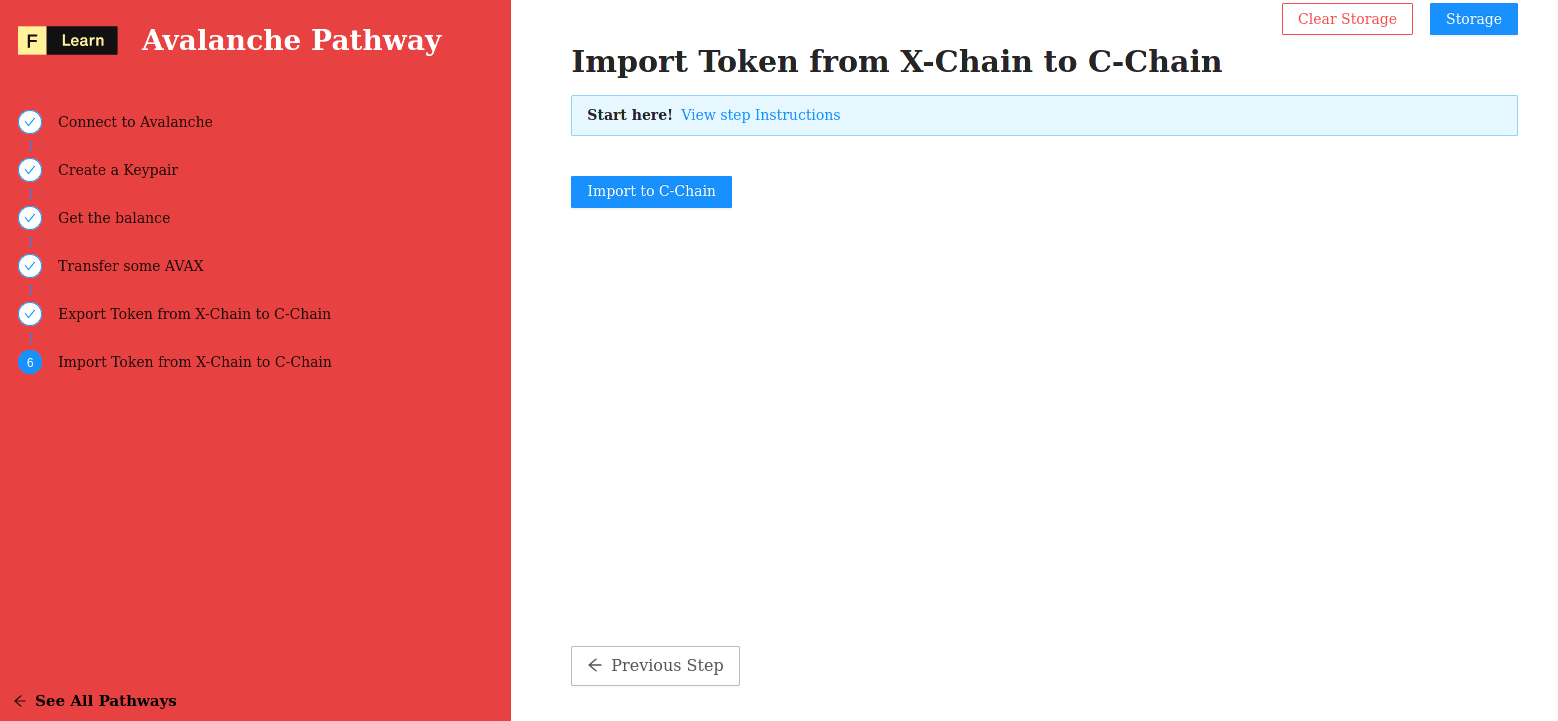 F Learn
Avalanche Pathway
Connect to Avalanche
Create a Keypair
Get the balance
Transfer some AVAX
Export Token from X-Chain to C-Chain
6 Import Token from X-Chain to C-Chain
See All Pathways
Clear Storage
Storage
Import Token from X-Chain to C-Chain
Start here! View step Instructions
Import to C-Chain
Previous Step